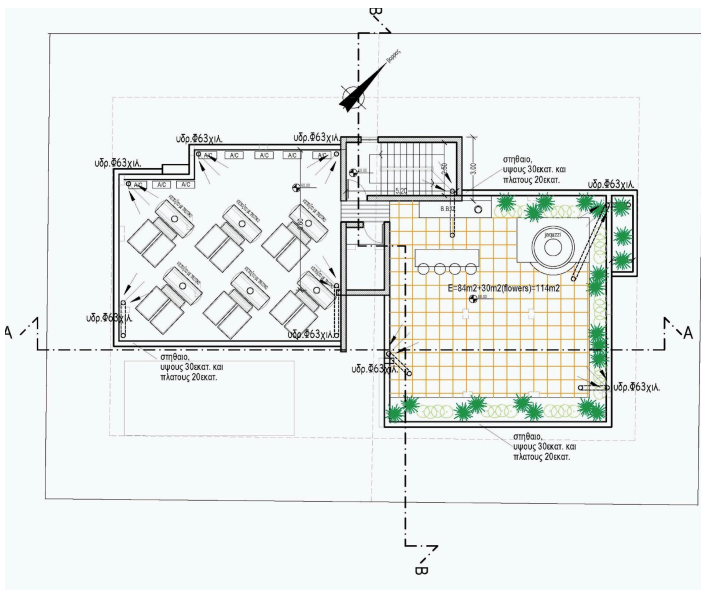 B
Βορράς
υδρ.Φ63χιλ.
υδρ.Φ63χιλ.
υδρ.Φ63χιλ.
A/C
A/C
A/C
A/C
A/C
A/C
A/C
A/C
3.00
5.20
στηθαιο,
υψους 30εκατ. και
πλατους 20εκατ.
υδρ.Φ63χιλ.
JACUZZI
E=84m2+30m2(flowers)=114m2
υδρ.Φ63χιλ.
υδρ.Φ63χιλ.
A
A
στηθαιο,
υψους 30εκατ. και
πλατους 20εκατ.
υδρ.Φ63χιλ.
υδρ.Φ63χιλ.
στηθαιο,
υψους 30εκατ. και
πλατους 20εκατ.
B